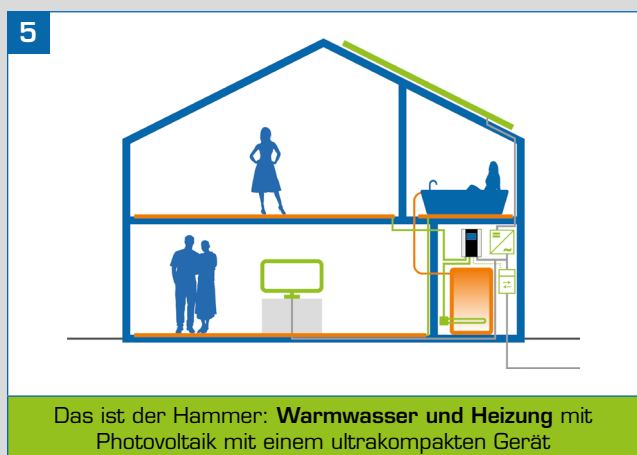 5
Das ist der Hammer: Warmwasser und Heizung mit
Photovoltaik mit einem ultrakompakten Gerät